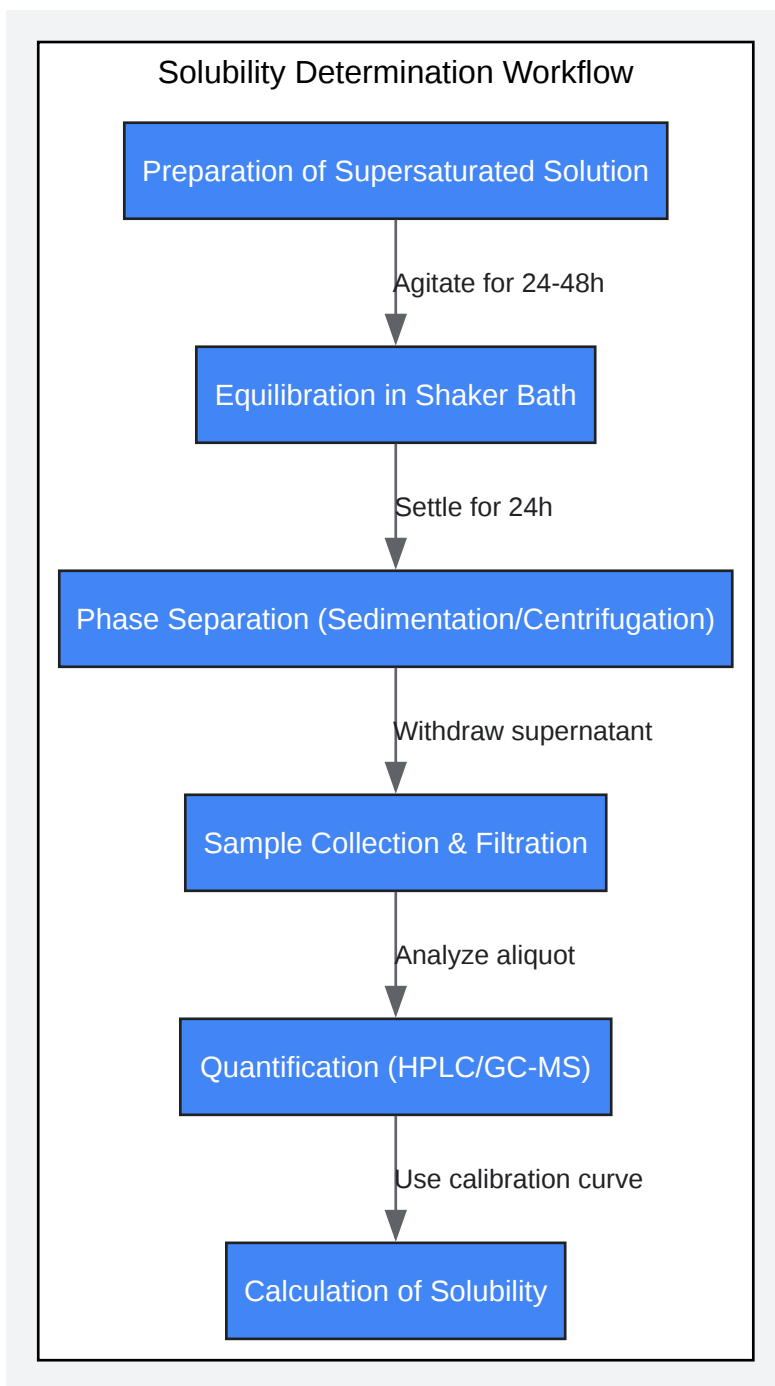 Solubility Determination Workflow
Preparation of Supersaturated Solution
Agitate for 24-48h
Equilibration in Shaker Bath
Settle for 24h
Phase Separation (Sedimentation/Centrifugation)
Withdraw supernatant
Sample Collection & Filtration
Analyze aliquot
Quantification (HPLC/GC-MS)
Use calibration curve
Calculation of Solubility